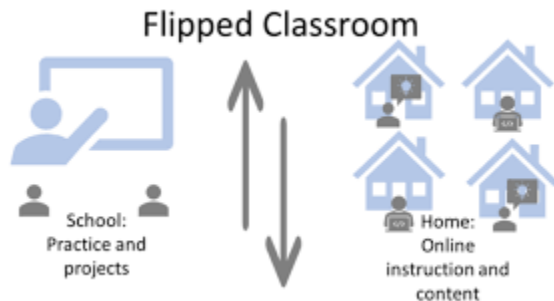 Flipped Classroom
School:
Practice and
projects
Home:
Online
instruction and
content